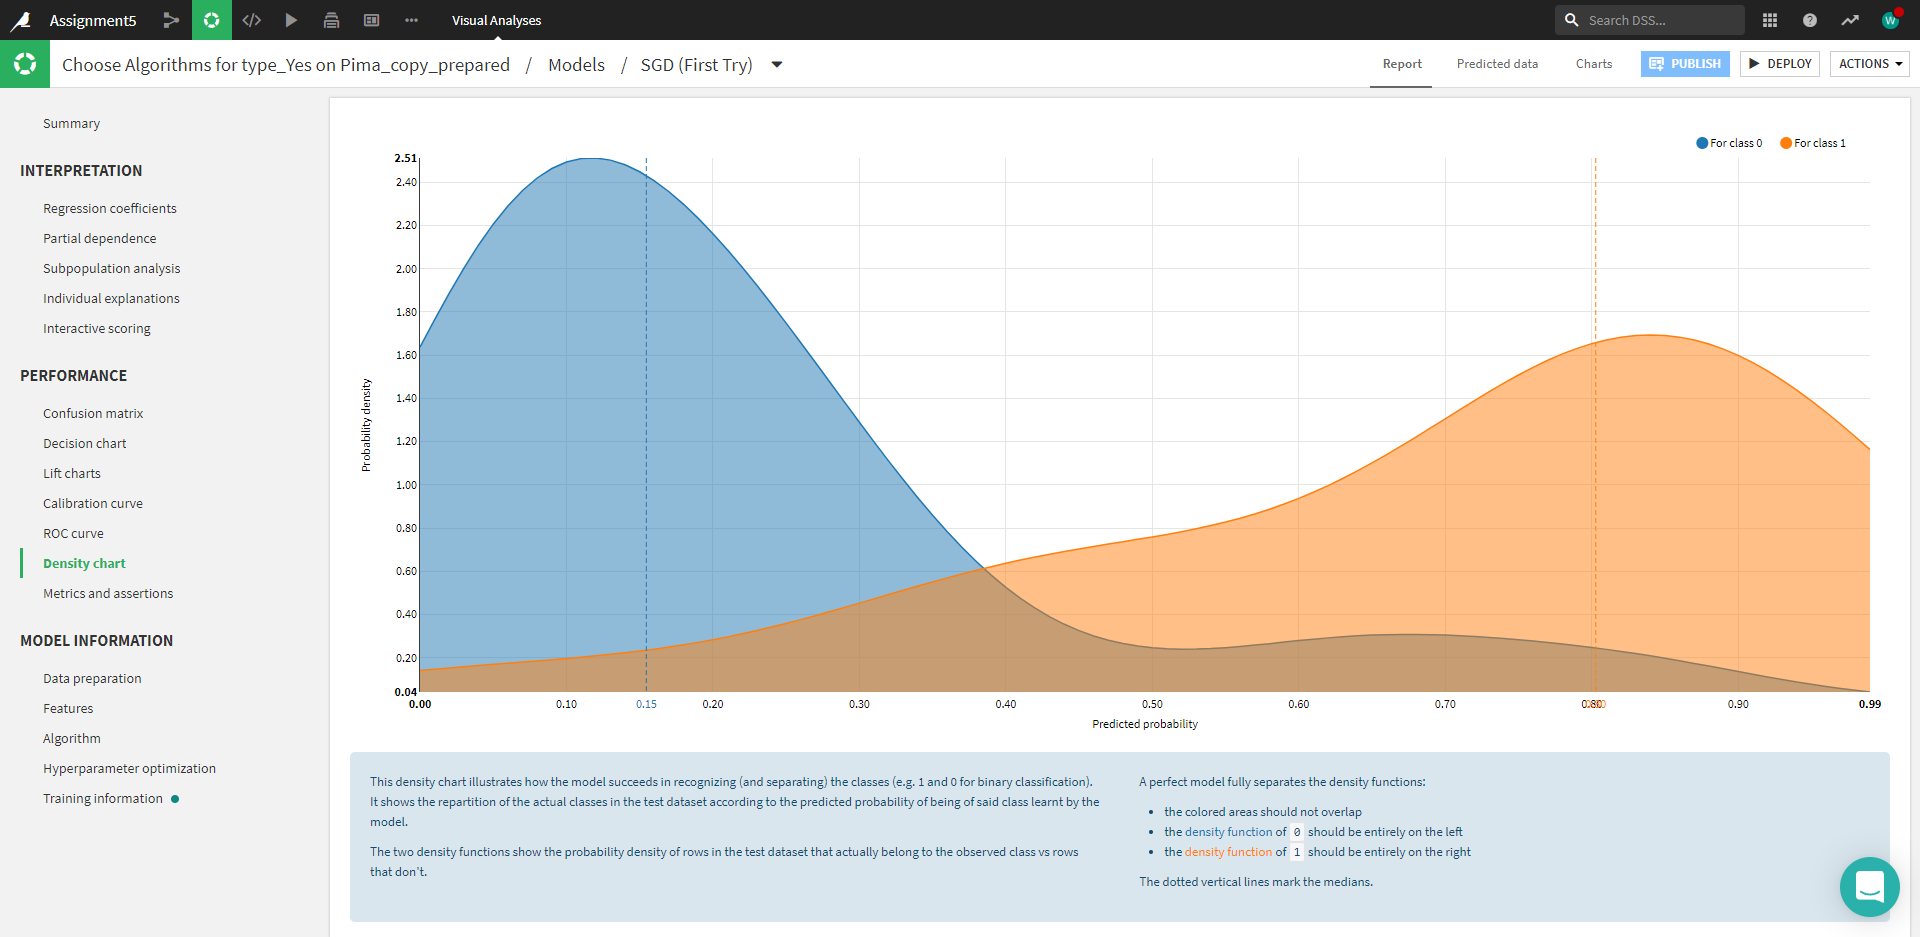 Assignment5
Visual Analyses
Search DSS...
W
Choose Algorithms for type_Yes on Pima_copy_prepared / Models / SGD (First Try)
Report
Predicted data
Charts
PUBLISH
DEPLOY
ACTIONS
Summary
INTERPRETATION
Regression coefficients
Partial dependence
Subpopulation analysis
Individual explanations
Interactive scoring
PERFORMANCE
Confusion matrix
Decision chart
Lift charts
Calibration curve
ROC curve
Density chart
Metrics and assertions
MODEL INFORMATION
Data preparation
Features
Algorithm
Hyperparameter optimization
Training information
For class 0
For class 1
2.51
2.40
2.20
2.00
1.80
1.60
1.40
1.20
1.00
0.80
0.60
0.40
0.20
0.04
Probability density
0.00 0.10 0.15 0.20 0.30 0.40 0.50 0.60 0.70 0.80 0.90 0.99
Predicted probability
This density chart illustrates how the model succeeds in recognizing (and separating) the classes (e.g. 1 and 0 for binary classification).
It shows the repartition of the actual classes in the test dataset according to the predicted probability of being of said class learnt by the
model.
The two density functions show the probability density of rows in the test dataset that actually belong to the observed class vs rows
that don't.
A perfect model fully separates the density functions:
• the colored areas should not overlap
• the density function of 0 should be entirely on the left
• the density function of 1 should be entirely on the right
The dotted vertical lines mark the medians.